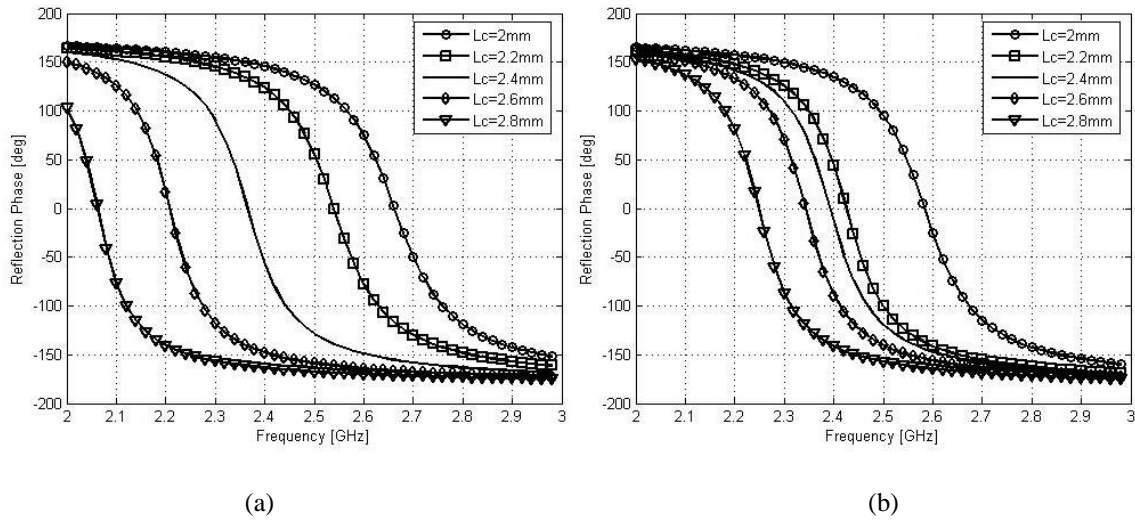 200
150
100
50
0
-50
-100
-150
-200
Reflection Phase [deg]
2 2.1 2.2 2.3 2.4 2.5 2.6 2.7 2.8 2.9 3
Frequency [GHz]
Lc=2mm
Lc=2.2mm
Lc=2.4mm
Lc=2.6mm
Lc=2.8mm
(a)
200
150
100
50
0
-50
-100
-150
-200
Reflection Phase [deg]
2 2.1 2.2 2.3 2.4 2.5 2.6 2.7 2.8 2.9 3
Frequency [GHz]
Lc=2mm
Lc=2.2mm
Lc=2.4mm
Lc=2.6mm
Lc=2.8mm
(b)